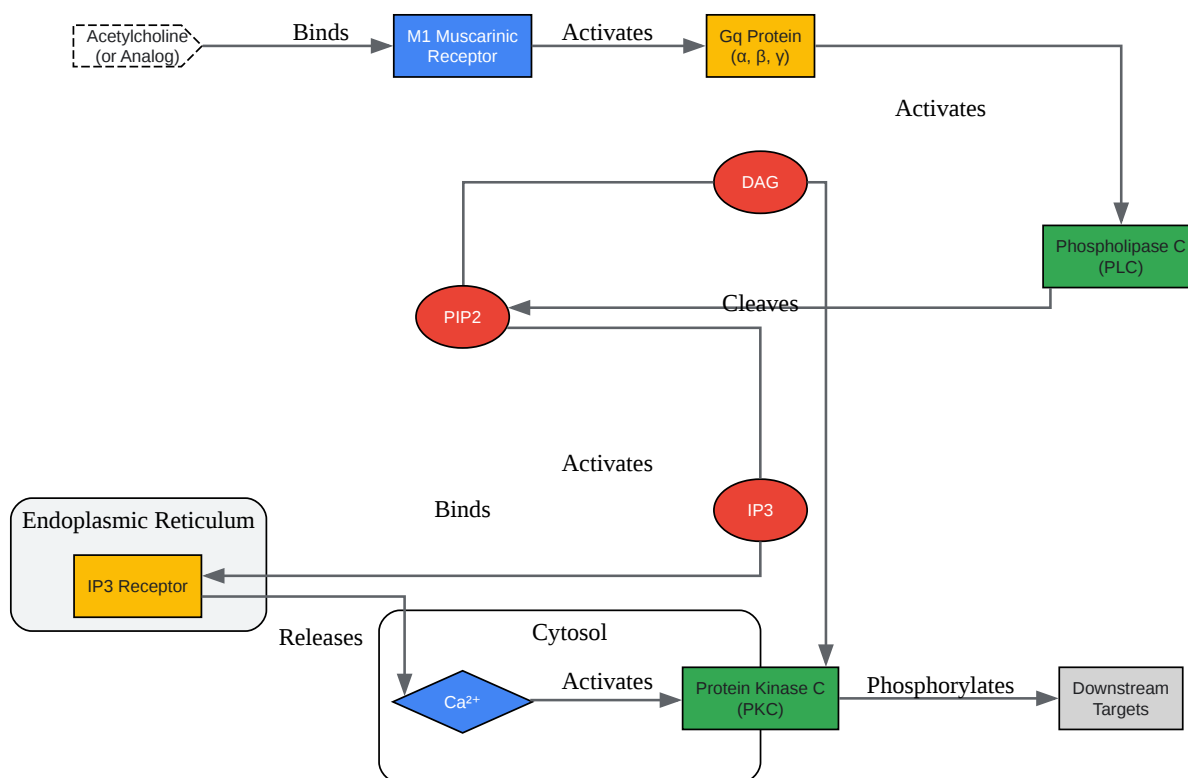 Acetylcholine
(or Analog)
Binds
M1 Muscarinic
Receptor
Activates
Gq Protein
(α, β, γ)
Activates
DAG
Phospholipase C
(PLC)
Cleaves
PIP2
Activates
Binds
IP3
Endoplasmic Reticulum
IP3 Receptor
Releases
Cytosol
Ca²⁺
Activates
Protein Kinase C
(PKC)
Phosphorylates
Downstream
Targets